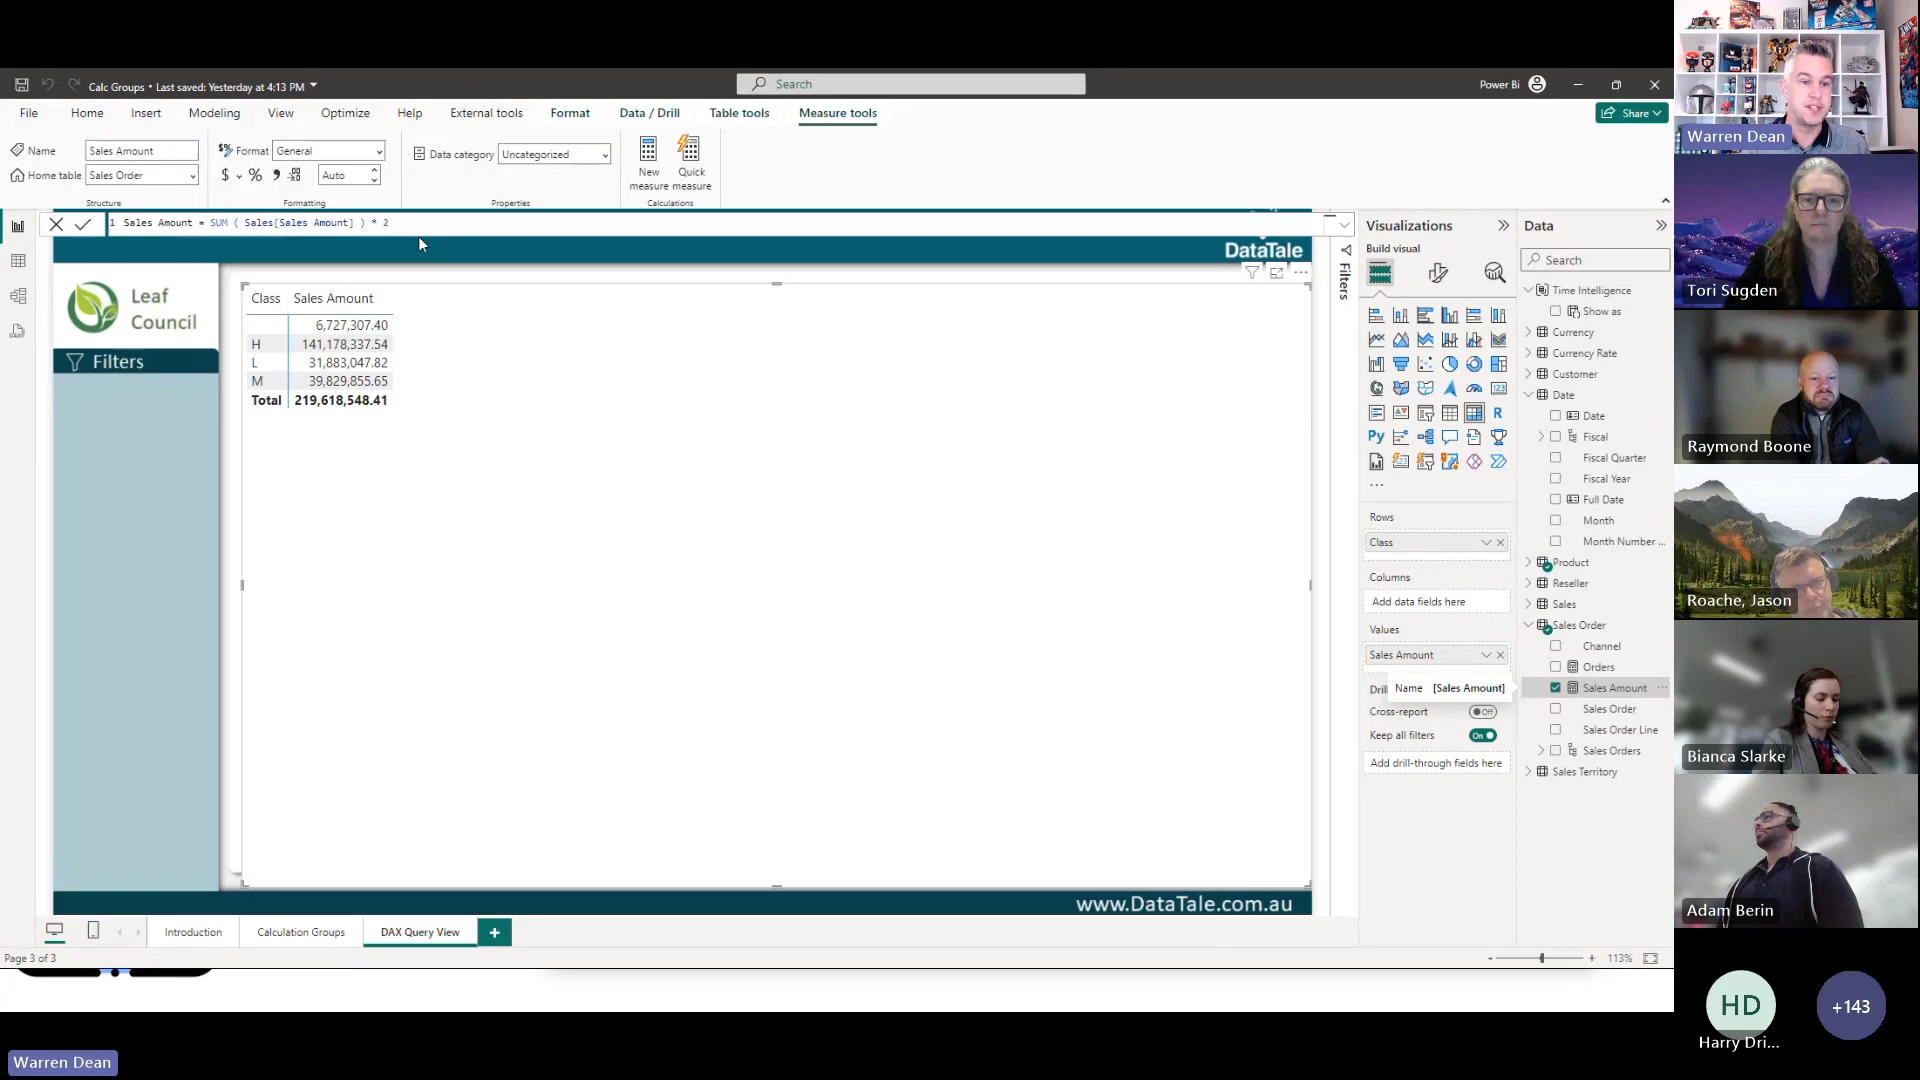 Calc Groups • Last saved: Yesterday at 4:13 PM
Search
Power Bi
File
Home
Insert
Modeling
View
Optimize
Help
External tools
Format
Data / Drill
Table tools
Measure tools
Share
Name
Sales Amount
Home table
Sales Order
Structure
Format
General
$
%
Auto
Formatting
Data category
Uncategorized
Properties
New measure
Quick measure
Calculations
1 Sales Amount = SUM ( Sales[Sales Amount] ) * 2
DataTale
Leaf Council
Filters
Class Sales Amount
6,727,307.40
H 141,178,337.54
L 31,883,047.82
M 39,829,855.65
Total 219,618,548.41
www.DataTale.com.au
Filters
Visualizations
Build visual
R
Py
123
Rows
Class
Columns
Add data fields here
Values
Sales Amount
Drill
Name [Sales Amount]
Cross-report
Off
Keep all filters
On
Add drill-through fields here
Data
Search
Time Intelligence
Show as
Currency
Currency Rate
Customer
Date
Date
Fiscal
Fiscal Quarter
Fiscal Year
Full Date
Month
Month Number ...
Product
Reseller
Sales
Sales Order
Channel
Orders
Sales Amount
Sales Order
Sales Order Line
Sales Orders
Sales Territory
Introduction
Calculation Groups
DAX Query View
Page 3 of 3
113%
Warren Dean
Tori Sugden
Raymond Boone
Roache, Jason
Bianca Slarke
Adam Berin
HD
+143
Harry Dri...
Warren Dean